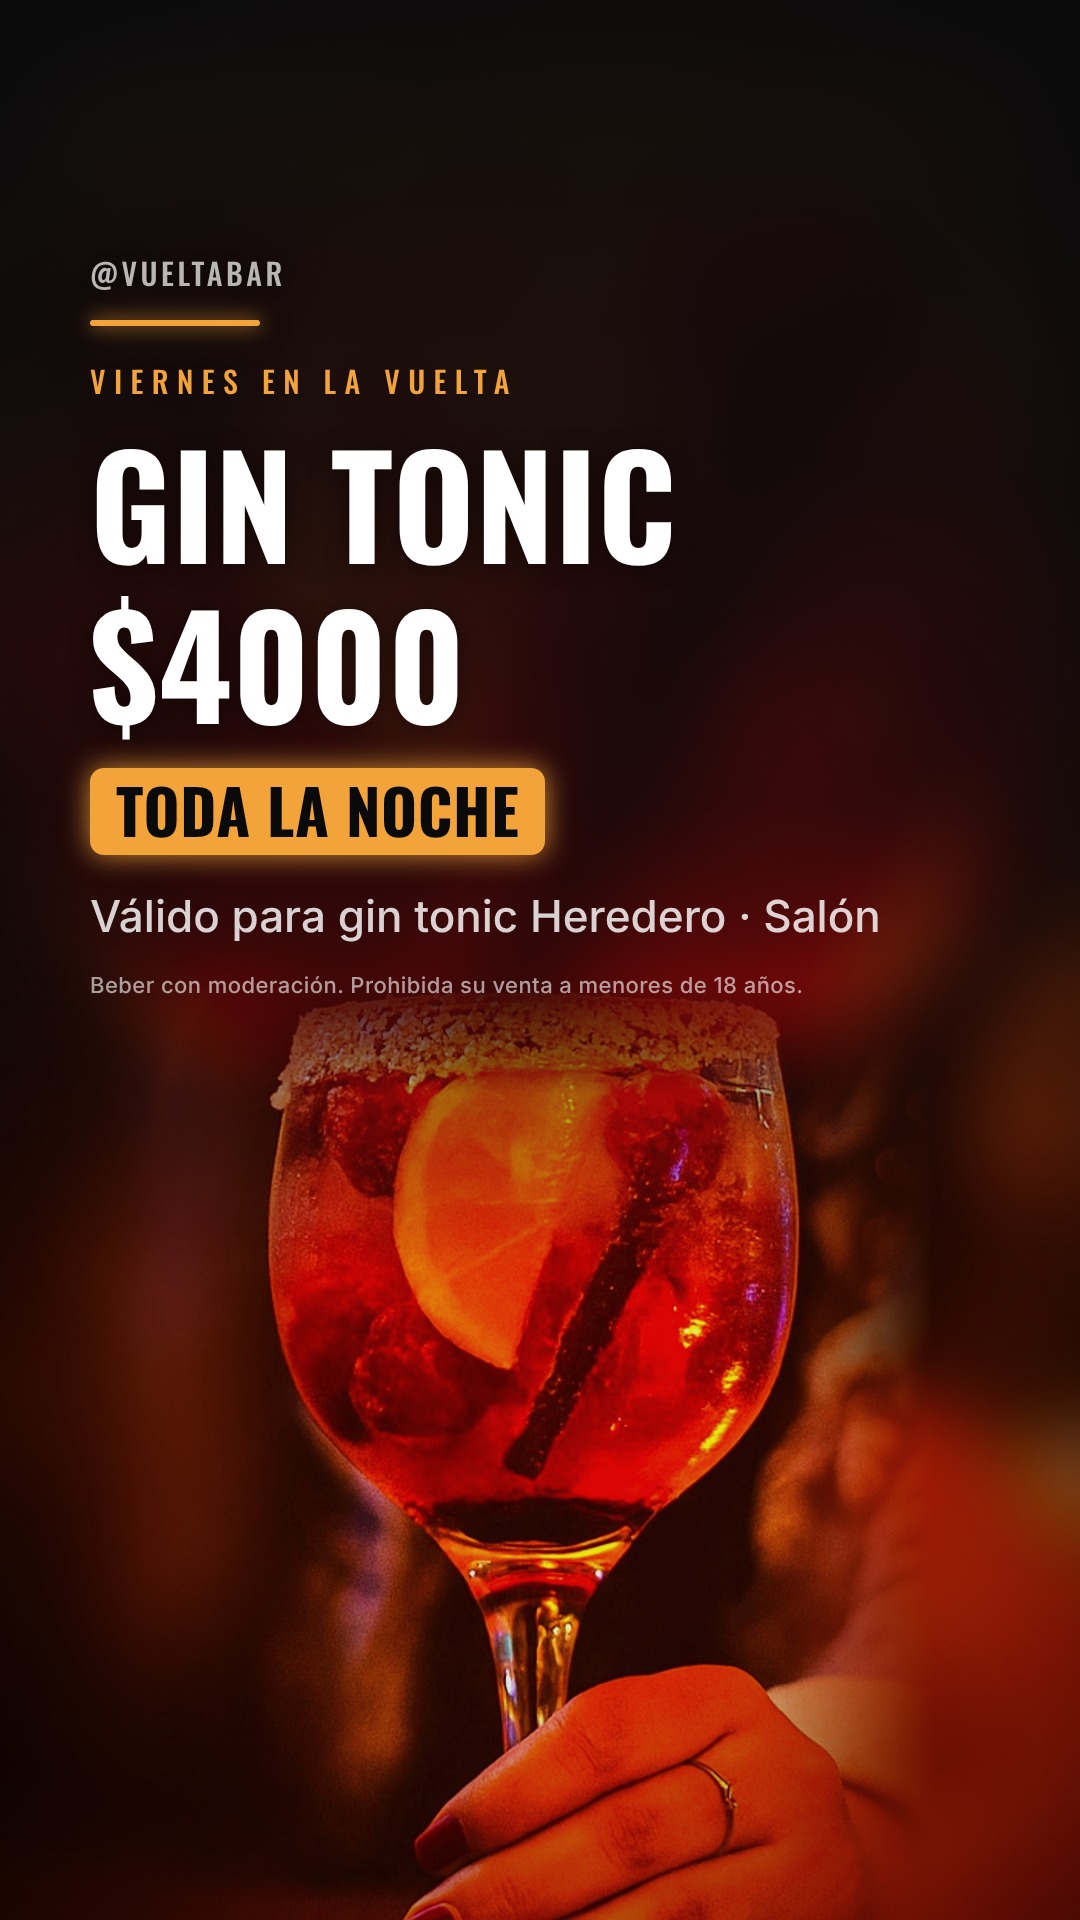 @VUELTABAR
VIERNES EN LA VUELTA
GIN TONIC
$4000
TODA LA NOCHE
Válido para gin tonic Heredero · Salón
Beber con moderación. Prohibida su venta a menores de 18 años.